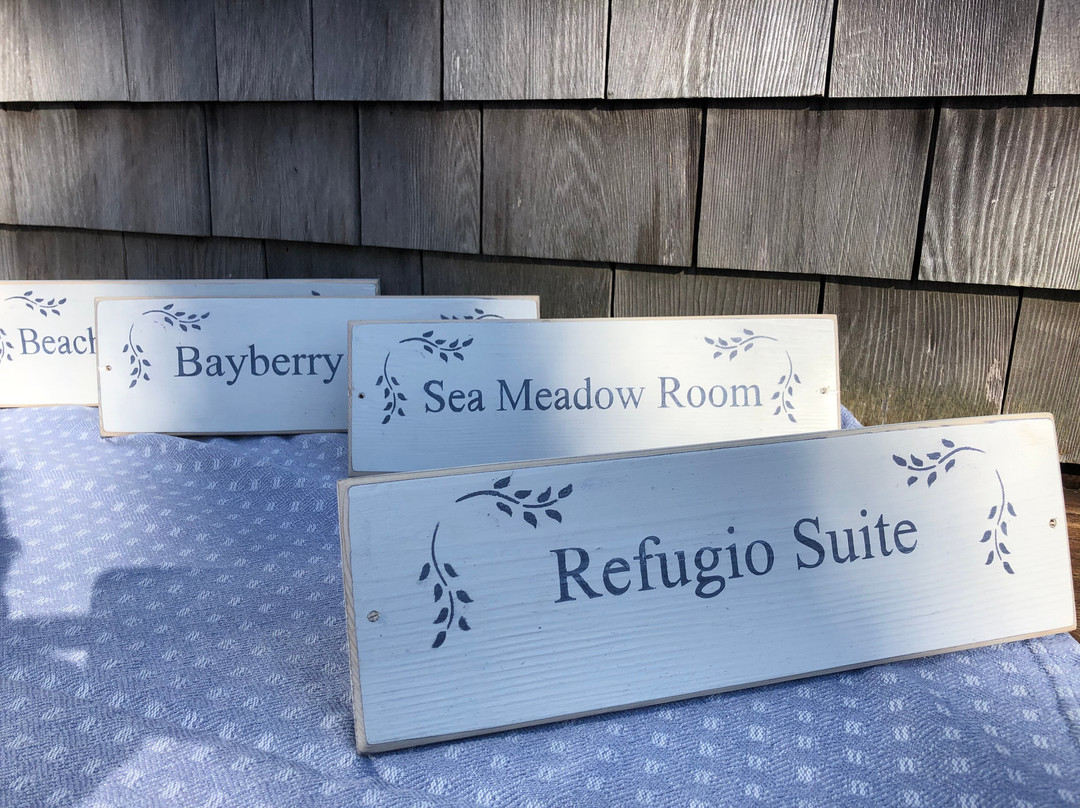 Beach
Bayberry
Sea Meadow Room
Refugio Suite